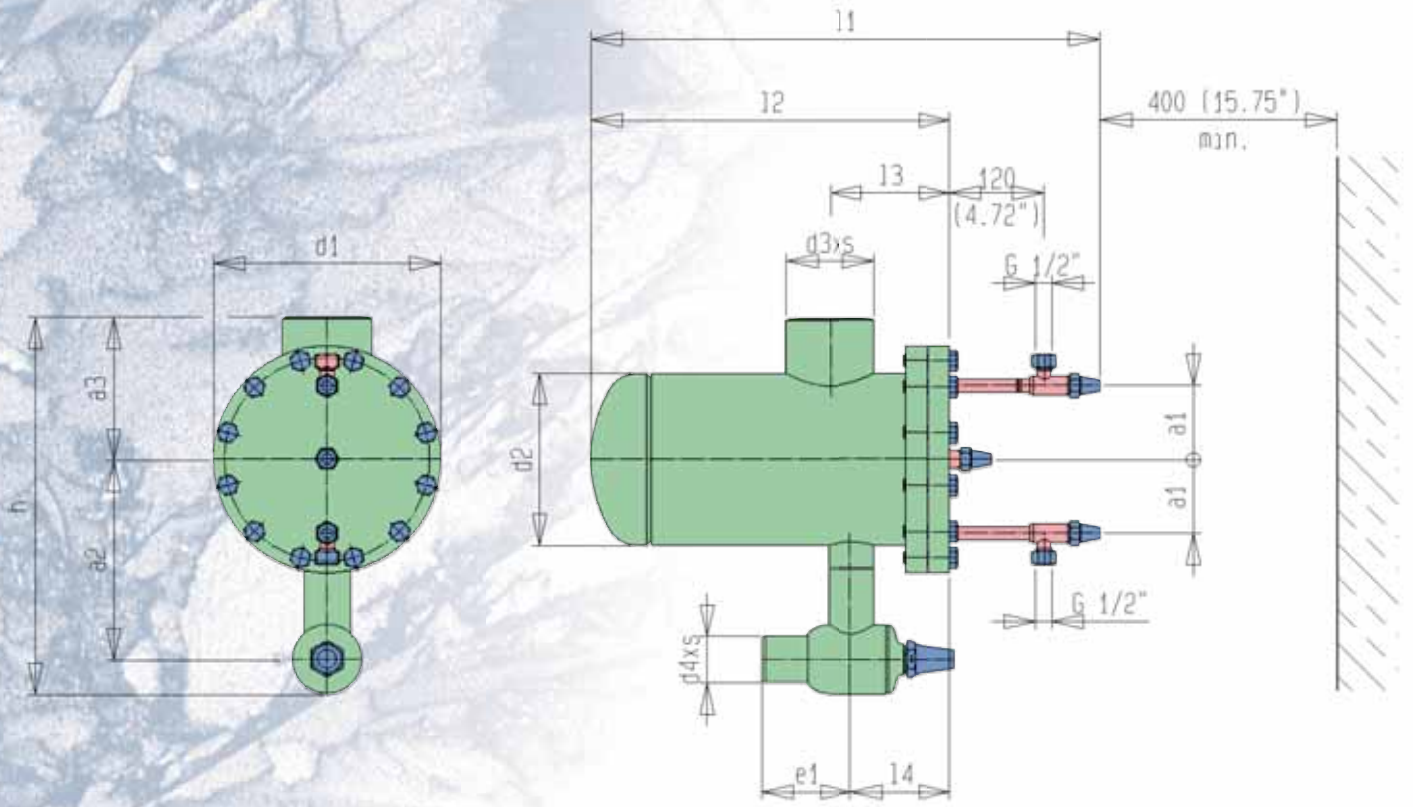 l1
l2
400 (15.75")
min.
l3
120
(4.72")
d1
d3xs
G 1/2"
a3
d2
a1
h
a1
a2
G 1/2"
d4xs
e1
l4